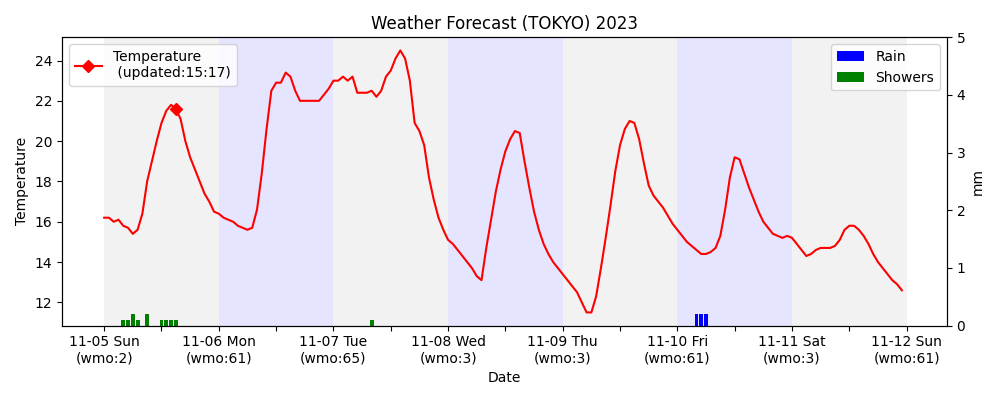 Weather Forecast (TOKYO) 2023
Temperature
(updated:15:17)
Rain
Showers
Temperature
24
22
20
18
16
14
12
5
4
3
2
1
0
mm
11-05 Sun
(wmo:2)
11-06 Mon
(wmo:61)
11-07 Tue
(wmo:65)
11-08 Wed
(wmo:3)
11-09 Thu
(wmo:3)
11-10 Fri
(wmo:61)
11-11 Sat
(wmo:3)
11-12 Sun
(wmo:61)
Date